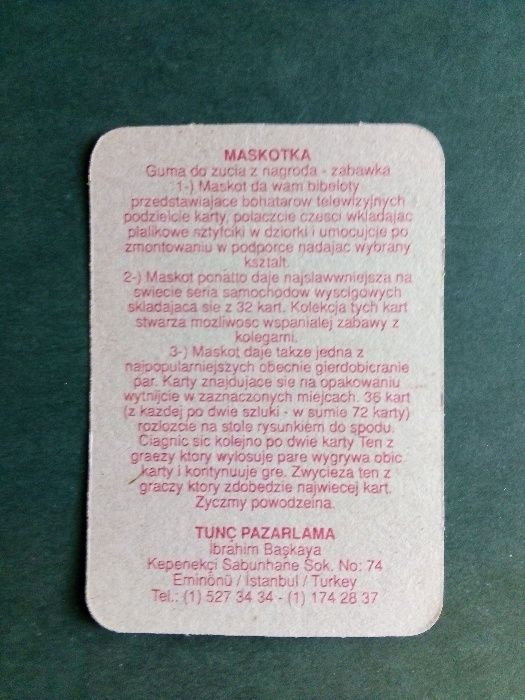 MASKOTKA
Guma do zucia z nagroda - zabawka
1-) Maskot da wam bibeloty
przedstawiajace bohatarow telewizyjnych
podzielcie karty, polaczcie czesci wkladajac
plalikowe sztyfciki w dziorki i umocujcie po
zmontowaniu w podporce nadajac wybrany
ksztalt.
2-) Maskot ponatto daje najslawwniejsza na
swiecie seria samochodow wyscigowych
skladajaca sie z 32 kart. Kolekcja tych kart
stwarza mozliwosc wspanialej zabawy z
kolegami.
3-) Maskot daje takze jedna z
najpopularniejszych obecnie gierdobieranie
par. Karty znajdujace sie na opakowaniu
wytnijcie w zaznaczonych miejcach. 36 kart
(z kazdej po dwie szluki - w sumie 72 karty)
rozlozcie na stole rysunkiem do spodu.
Ciagnic sic kolejno po dwie karty Ten z
graezy ktory wylosuje pare wygrywa obic
karty i kontynuuje gre. Zwycieza ten z
graczy ktory zdobedzie najwiecej kart.
Zyczmy powodzeina.
TUNÇ PAZARLAMA
İbrahim Başkaya
Kepenekçi Sabunhane Sok. No: 74
Eminönü / İstanbul / Turkey
Tel.: (1) 527 34 34 - (1) 174 28 37